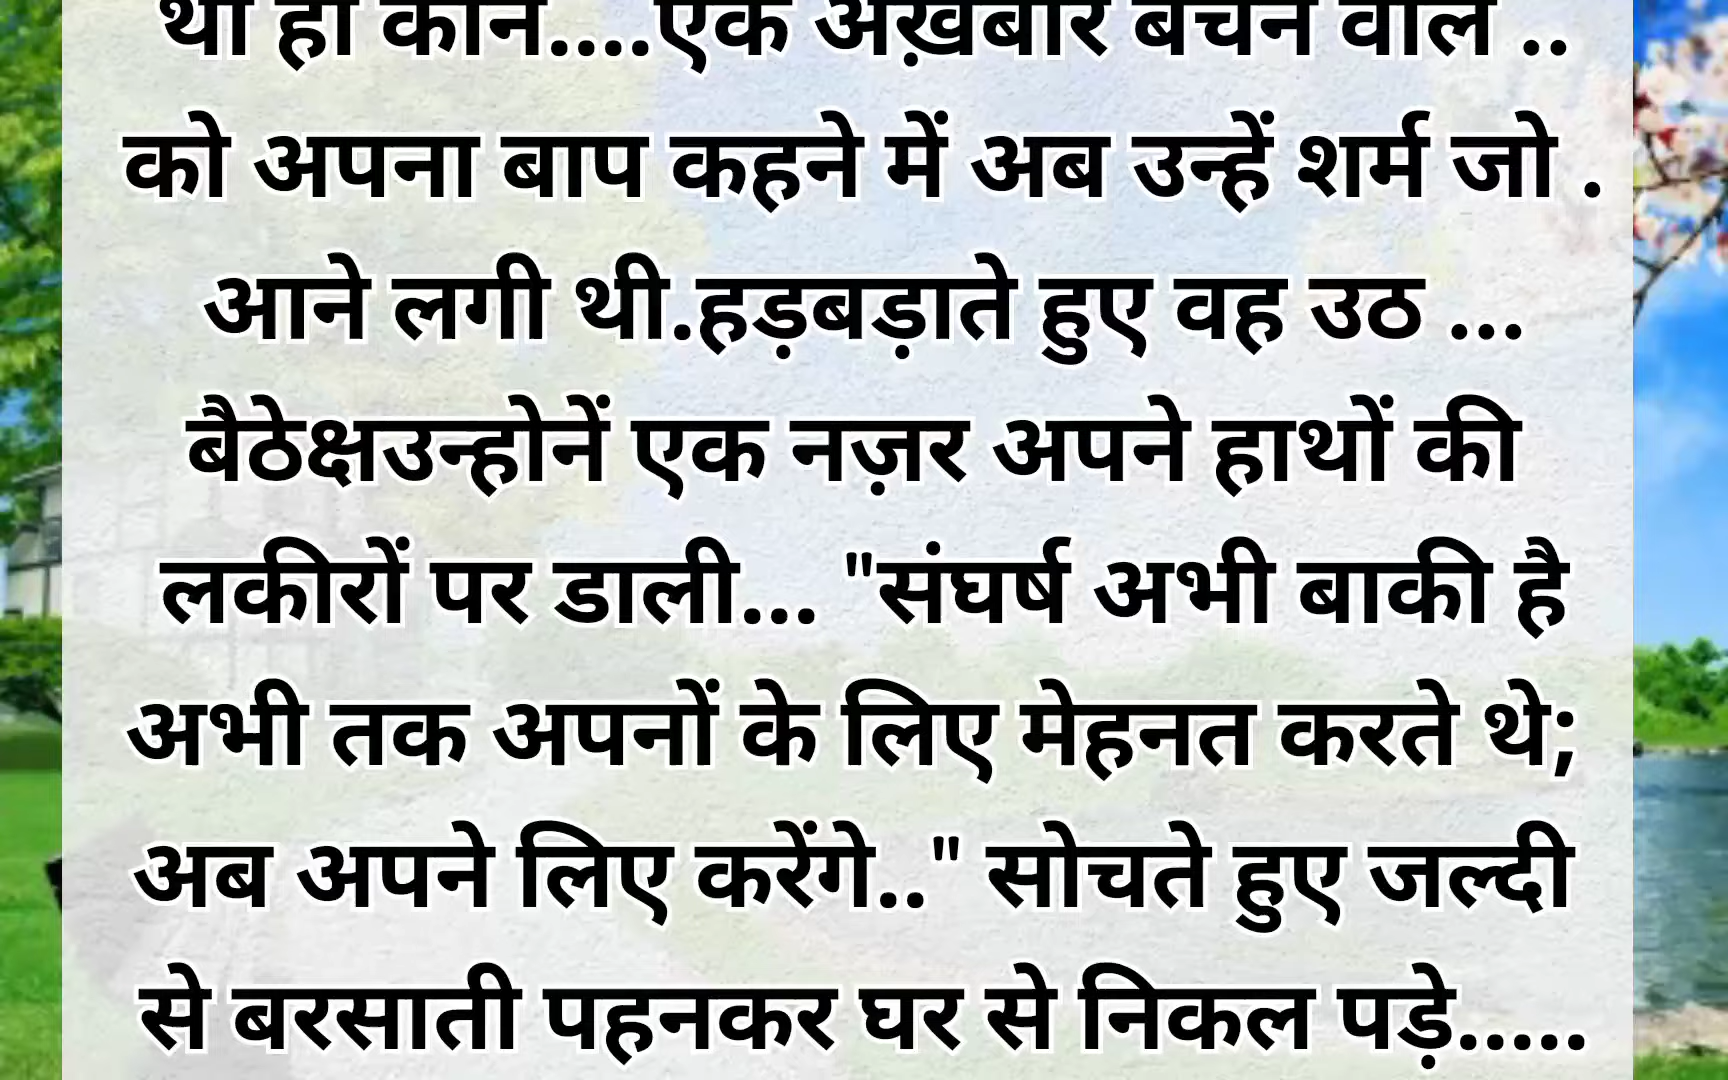 था ही कौन....एक अख़बार बेचने वाले ..
को अपना बाप कहने में अब उन्हें शर्म जो .
आने लगी थी.हड़बड़ाते हुए वह उठ ...
बैठेक्षउन्होनें एक नज़र अपने हाथों की
लकीरों पर डाली... "संघर्ष अभी बाकी है
अभी तक अपनों के लिए मेहनत करते थे;
अब अपने लिए करेंगे.." सोचते हुए जल्दी
से बरसाती पहनकर घर से निकल पड़े.....